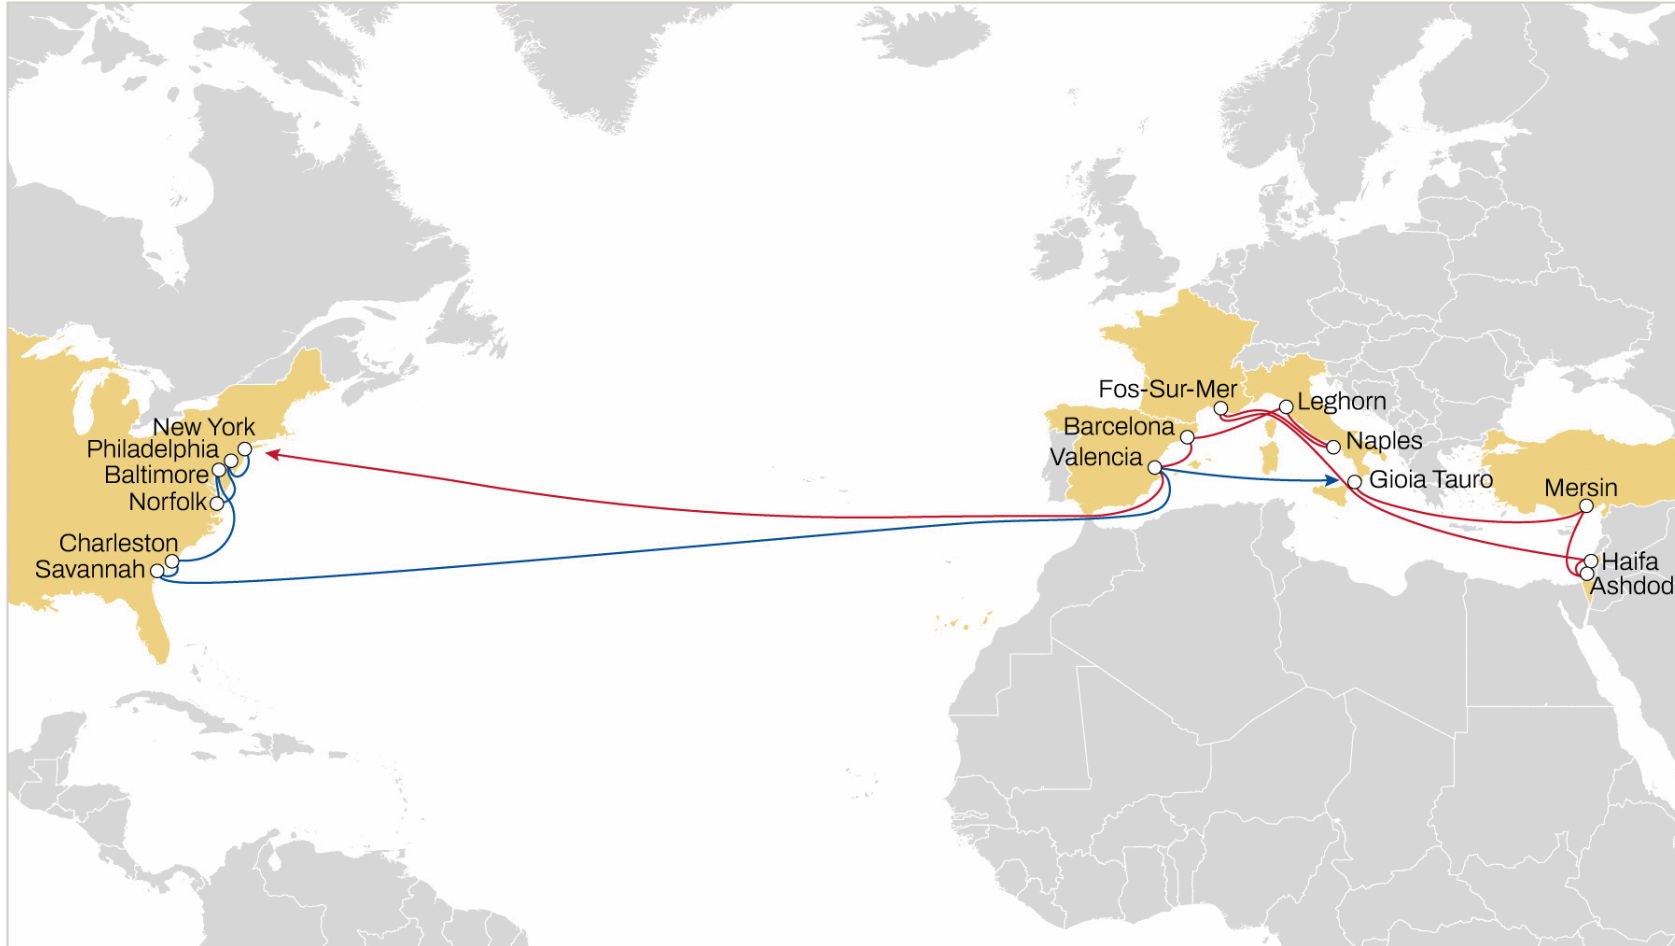 New York
Philadelphia
Baltimore
Norfolk
Charleston
Savannah
Fos-Sur-Mer
Leghorn
Barcelona
Naples
Valencia
Gioia Tauro
Mersin
Haifa
Ashdod